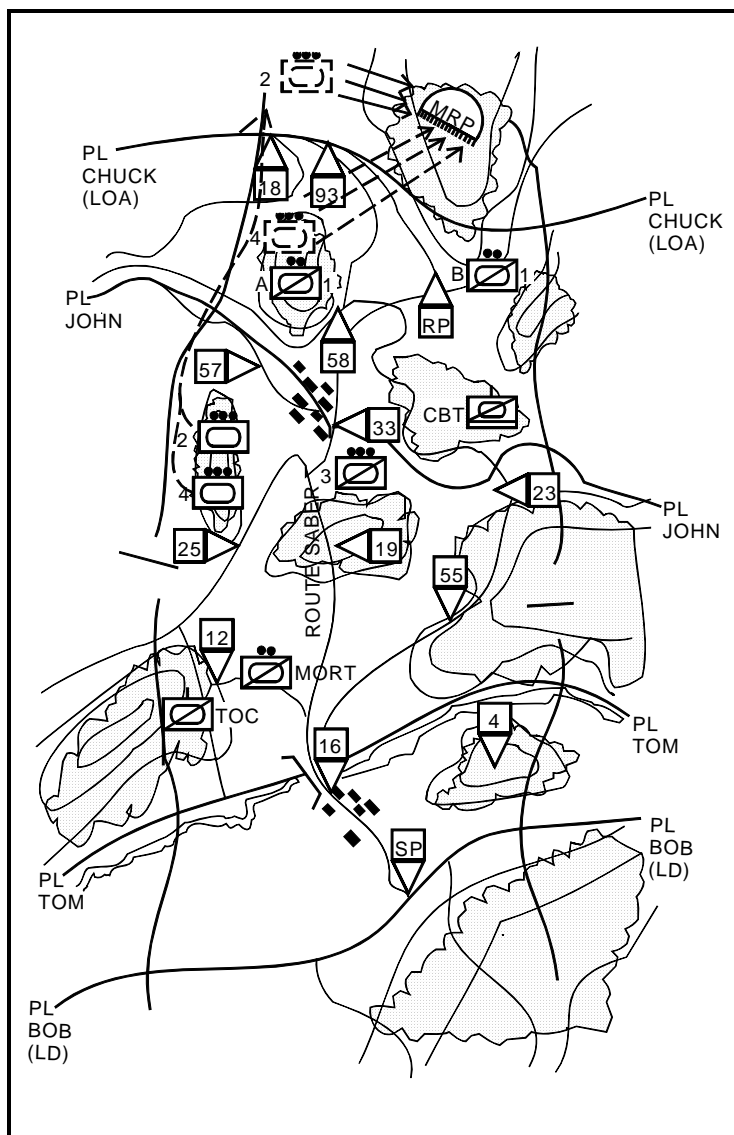 2
MRP
PL
CHUCK
(LOA)
18
93
PL
CHUCK
(LOA)
4
A
1
B
1
PL
JOHN
RP
58
57
CBT
33
2
3
4
23
PL
JOHN
25
19
ROUTE SABER
55
12
MORT
TOC
4
PL
TOM
16
PL
BOB
(LD)
SP
PL
TOM
PL
BOB
(LD)